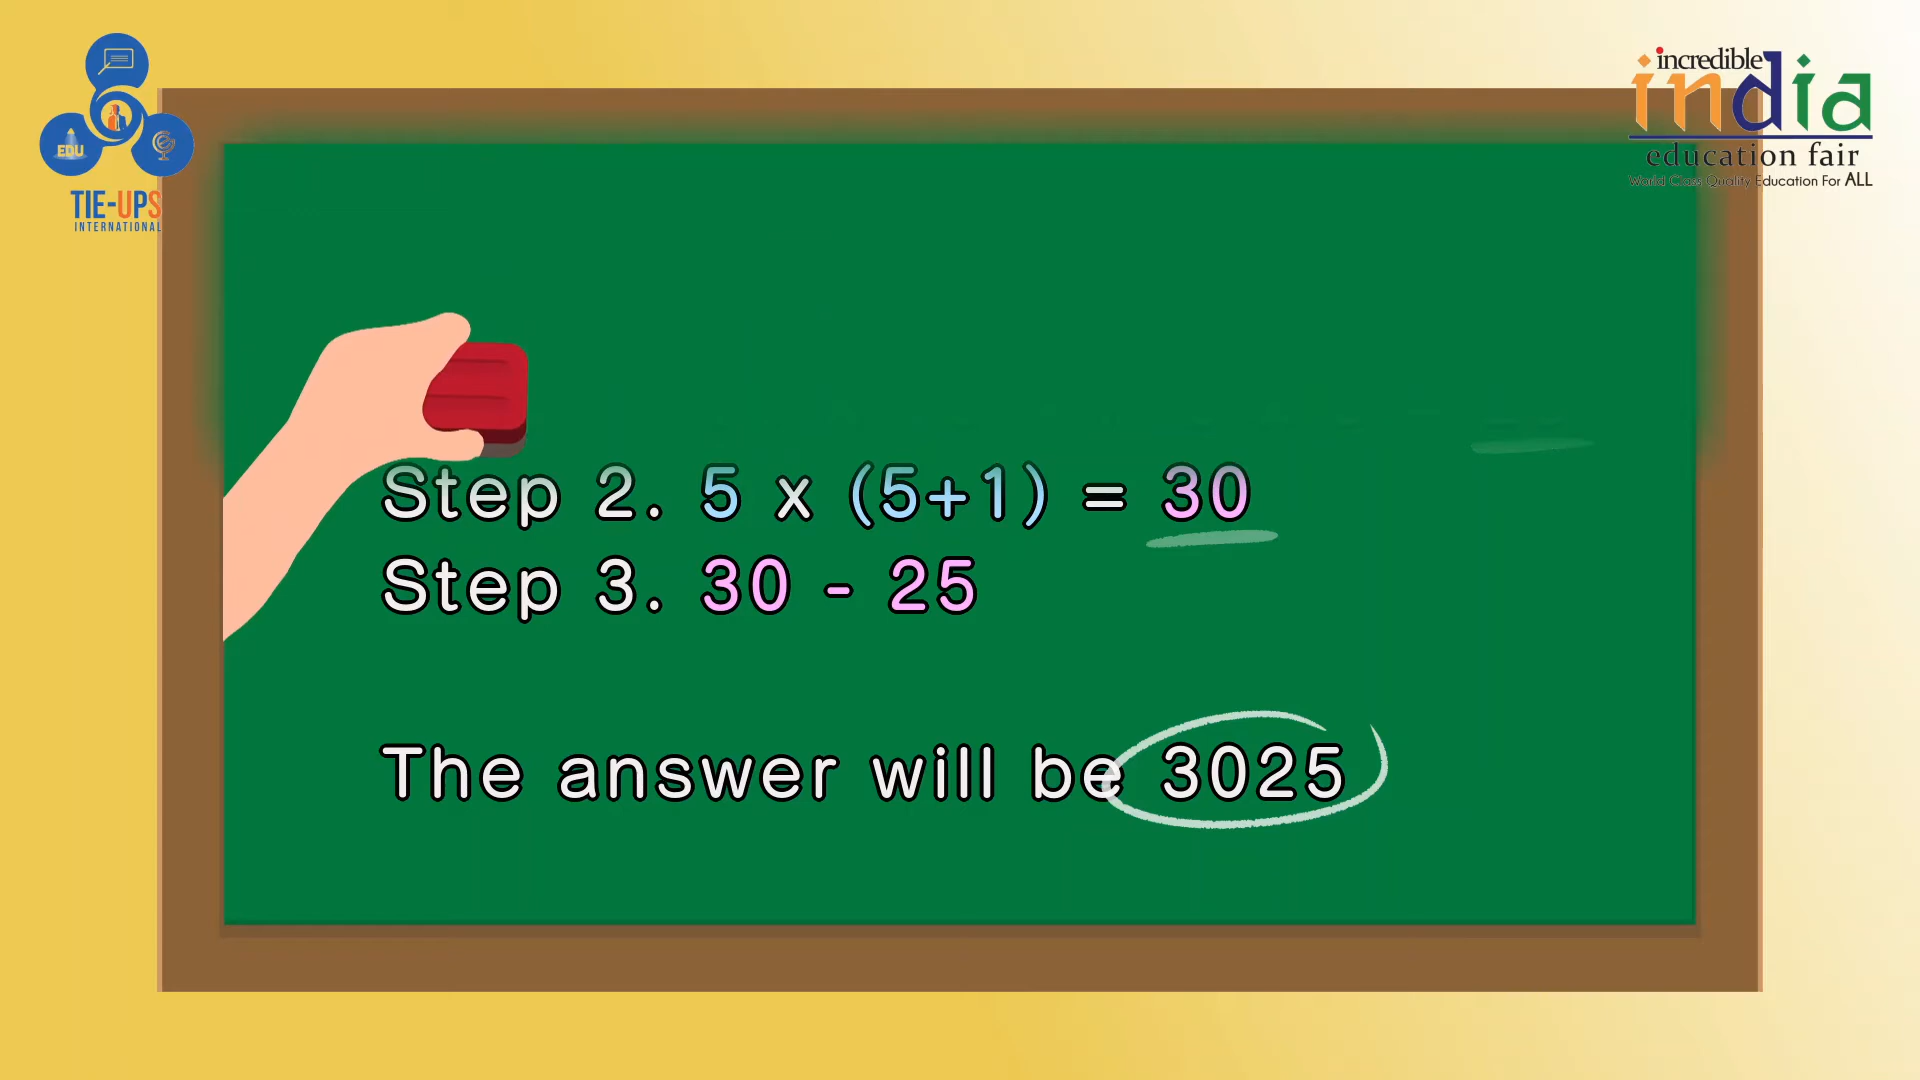 EDU
TIE-UPS
INTERNATIONAL
incredible
india
education fair
World Class Quality Education For ALL
Step 2. 5 x (5+1) = 30
Step 3. 30 - 25
The answer will be 3025